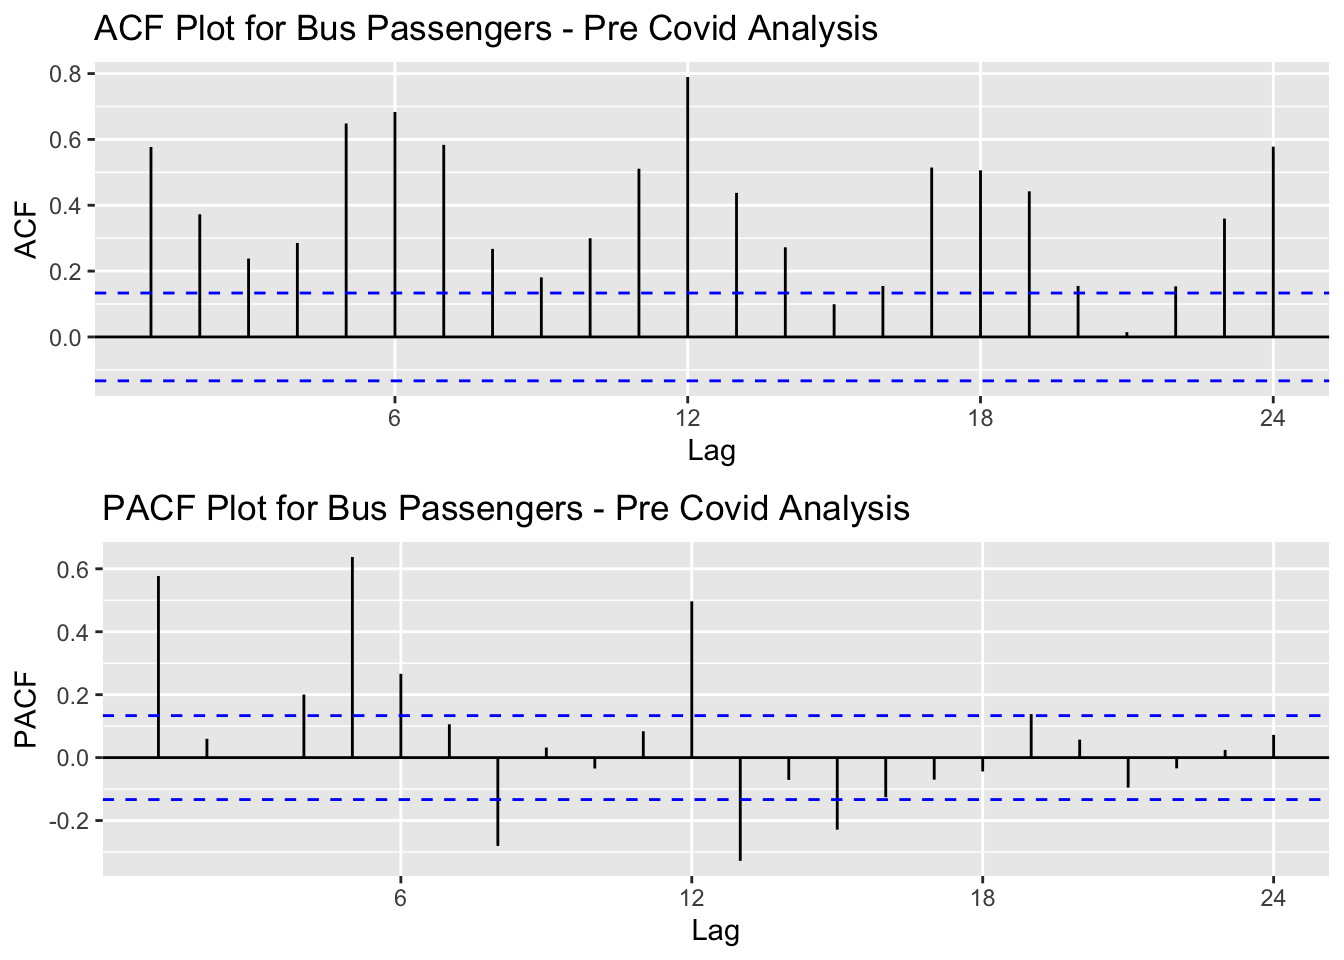 ACF Plot for Bus Passengers - Pre Covid Analysis
0.8
0.6
0.4
0.2
0.0
ACF
6 12 18 24
Lag
PACF Plot for Bus Passengers - Pre Covid Analysis
0.6
0.4
0.2
0.0
-0.2
PACF
6 12 18 24
Lag